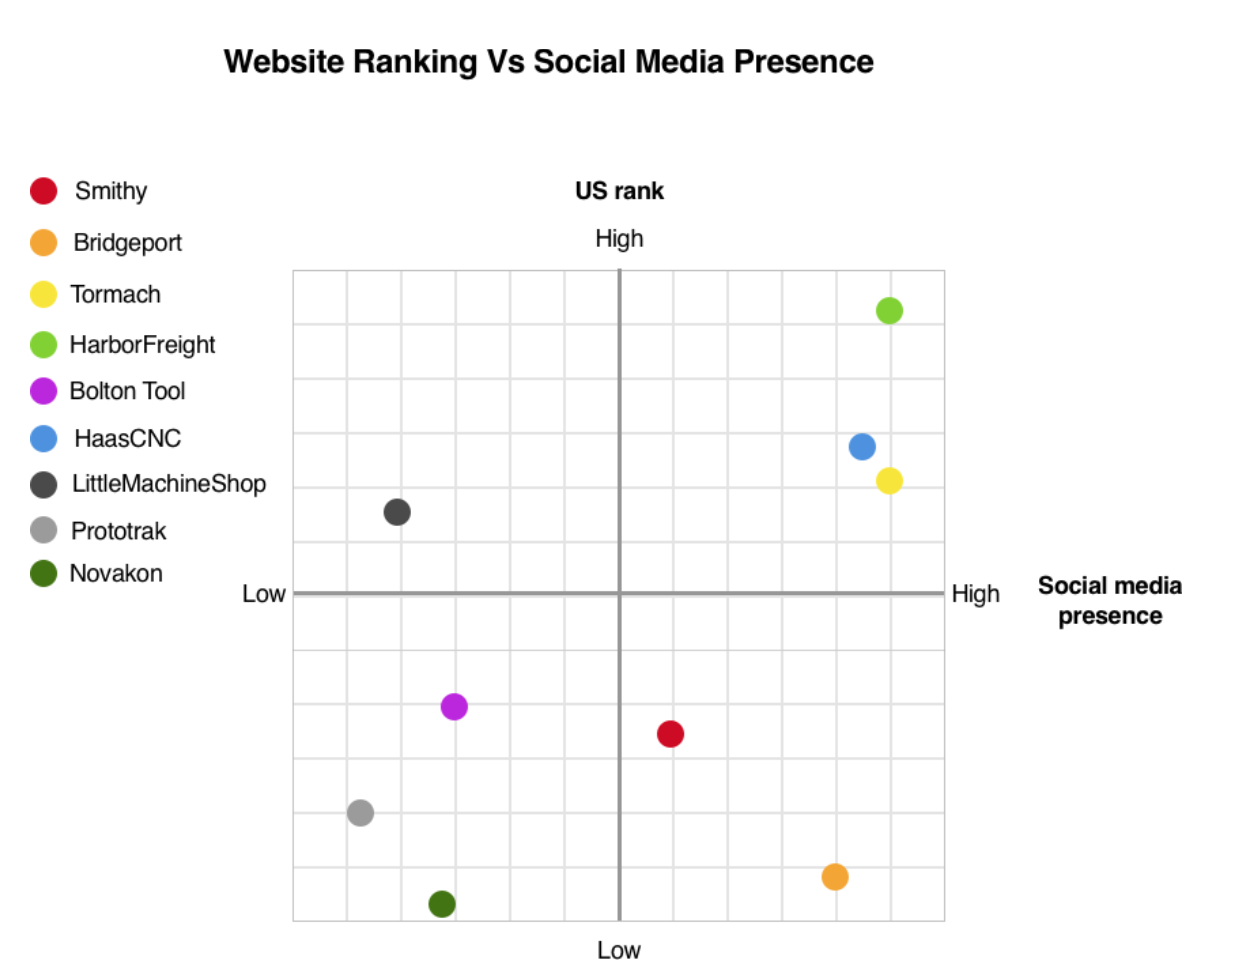 Website Ranking Vs Social Media Presence
Smithy
Bridgeport
Tormach
HarborFreight
Bolton Tool
HaasCNC
LittleMachineShop
Prototrak
Novakon
US rank
High
Low
High
Social media
presence
Low